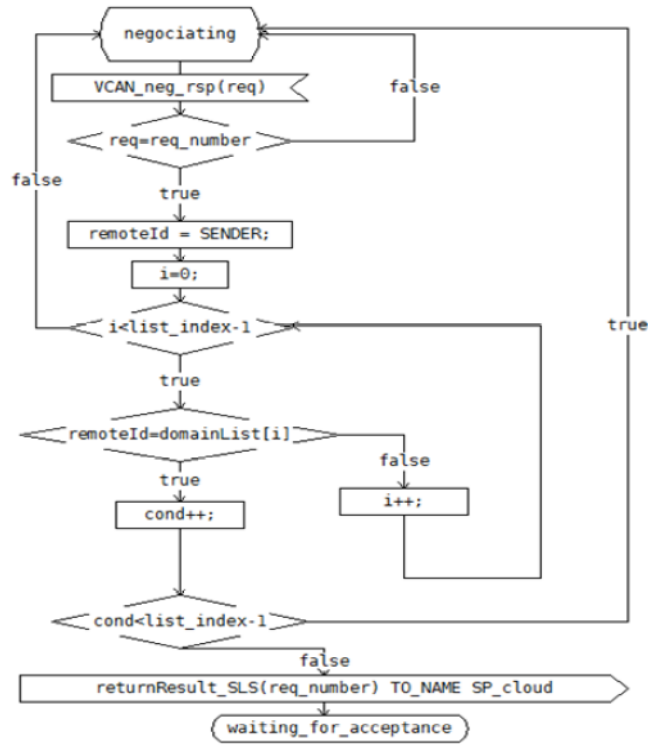 negociating
VCAN_neg_rsp(req)
false
req=req_number
false
true
remoteId = SENDER;
i=0;
i<list_index-1
true
true
remoteId=domainList[i]
false
true
i++;
cond++;
cond<list_index-1
false
returnResult_SLS(req_number) TO_NAME SP_cloud
waiting_for_acceptance